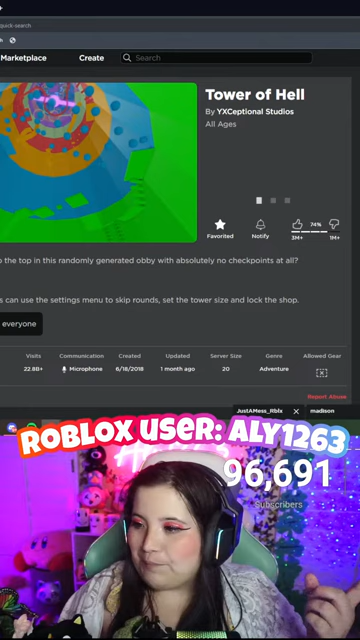 quick-search
Marketplace
Create
Search
Tower of Hell
By YXCeptional Studios
All Ages
Favorited
Notify
74%
3M+
1M+
o the top in this randomly generated obby with absolutely no checkpoints at all?
s can use the settings menu to skip rounds, set the tower size and lock the shop.
everyone
Visits
Communication
Created
Updated
Server Size
Genre
Allowed Gear
22.8B+
Microphone
6/18/2018
1 month ago
20
Adventure
Report Abuse
JustAMess_Rblx
madison
ROBLOX USER: ALY1263
96,691
Subscribers